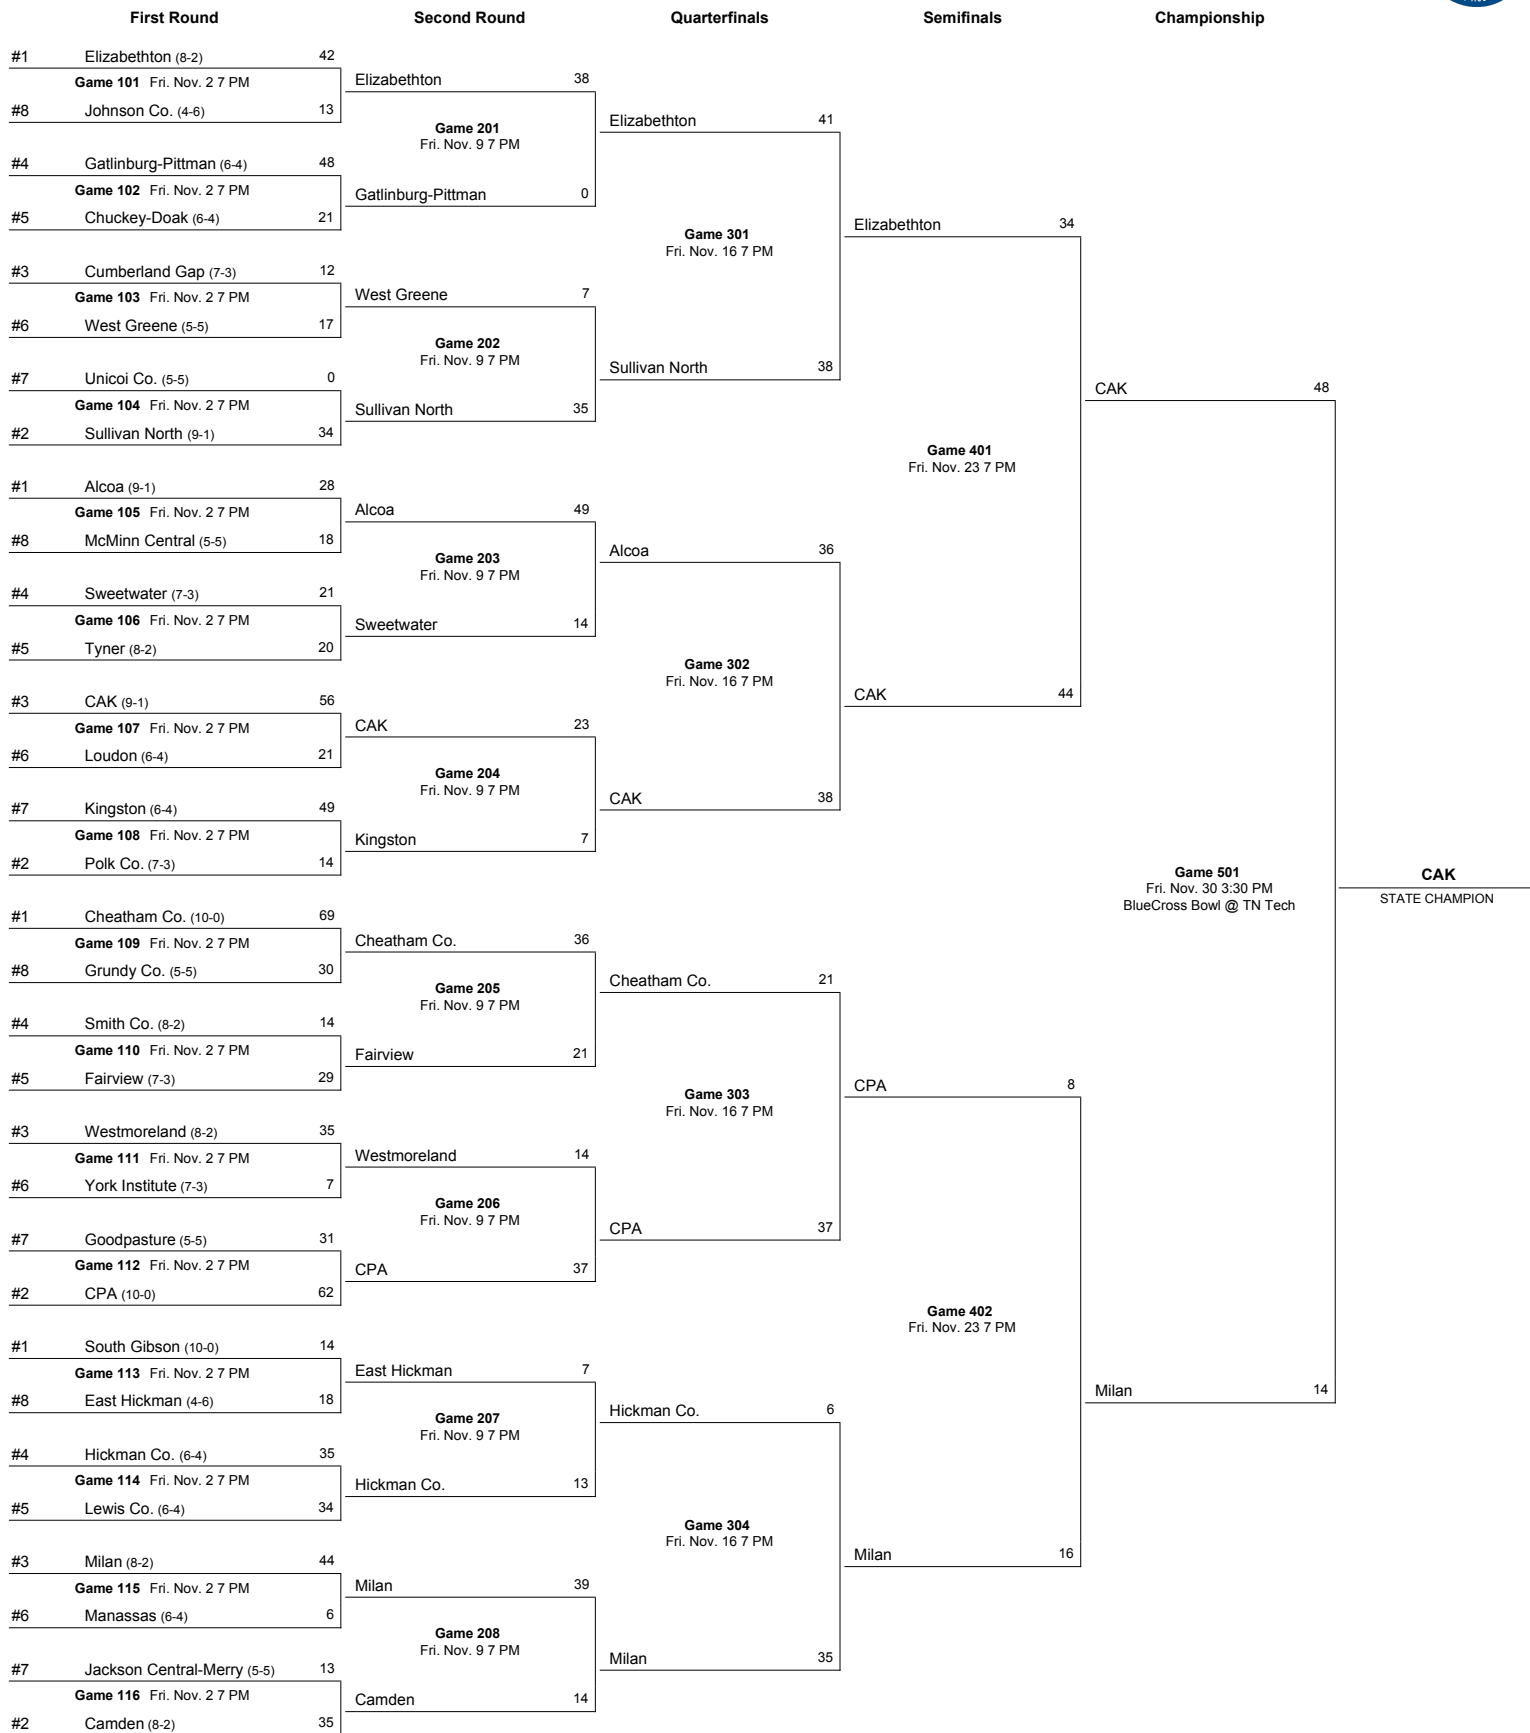 First Round Second Round Quarterfinals Semifinals Championship
#1 Elizabethton (8-2) 42
Game 101 Fri. Nov. 2 7 PM
#8 Johnson Co. (4-6) 13
#4 Gatlinburg-Pittman (6-4) 48
Game 102 Fri. Nov. 2 7 PM
#5 Chuckey-Doak (6-4) 21
#3 Cumberland Gap (7-3) 12
Game 103 Fri. Nov. 2 7 PM
#6 West Greene (5-5) 17
#7 Unicoi Co. (5-5) 0
Game 104 Fri. Nov. 2 7 PM
#2 Sullivan North (9-1) 34
#1 Alcoa (9-1) 28
Game 105 Fri. Nov. 2 7 PM
#8 McMinn Central (5-5) 18
#4 Sweetwater (7-3) 21
Game 106 Fri. Nov. 2 7 PM
#5 Tyner (8-2) 20
#3 CAK (9-1) 56
Game 107 Fri. Nov. 2 7 PM
#6 Loudon (6-4) 21
#7 Kingston (6-4) 49
Game 108 Fri. Nov. 2 7 PM
#2 Polk Co. (7-3) 14
#1 Cheatham Co. (10-0) 69
Game 109 Fri. Nov. 2 7 PM
#8 Grundy Co. (5-5) 30
#4 Smith Co. (8-2) 14
Game 110 Fri. Nov. 2 7 PM
#5 Fairview (7-3) 29
#3 Westmoreland (8-2) 35
Game 111 Fri. Nov. 2 7 PM
#6 York Institute (7-3) 7
#7 Goodpasture (5-5) 31
Game 112 Fri. Nov. 2 7 PM
#2 CPA (10-0) 62
#1 South Gibson (10-0) 14
Game 113 Fri. Nov. 2 7 PM
#8 East Hickman (4-6) 18
#4 Hickman Co. (6-4) 35
Game 114 Fri. Nov. 2 7 PM
#5 Lewis Co. (6-4) 34
#3 Milan (8-2) 44
Game 115 Fri. Nov. 2 7 PM
#6 Manassas (6-4) 6
#7 Jackson Central-Merry (5-5) 13
Game 116 Fri. Nov. 2 7 PM
#2 Camden (8-2) 35
Elizabethton 38
Game 201
Fri. Nov. 9 7 PM
Gatlinburg-Pittman 0
West Greene 7
Game 202
Fri. Nov. 9 7 PM
Sullivan North 35
Alcoa 49
Game 203
Fri. Nov. 9 7 PM
Sweetwater 14
CAK 23
Game 204
Fri. Nov. 9 7 PM
Kingston 7
Cheatham Co. 36
Game 205
Fri. Nov. 9 7 PM
Fairview 21
Westmoreland 14
Game 206
Fri. Nov. 9 7 PM
CPA 37
East Hickman 7
Game 207
Fri. Nov. 9 7 PM
Hickman Co. 13
Milan 39
Game 208
Fri. Nov. 9 7 PM
Camden 14
Elizabethton 41
Game 301
Fri. Nov. 16 7 PM
Sullivan North 38
Alcoa 36
Game 302
Fri. Nov. 16 7 PM
CAK 38
Cheatham Co. 21
Game 303
Fri. Nov. 16 7 PM
CPA 37
Hickman Co. 6
Game 304
Fri. Nov. 16 7 PM
Milan 35
Elizabethton 34
Game 401
Fri. Nov. 23 7 PM
CAK 44
CPA 8
Game 402
Fri. Nov. 23 7 PM
Milan 16
CAK 48
Game 501
Fri. Nov. 30 3:30 PM
BlueCross Bowl @ TN Tech
Milan 14
CAK
STATE CHAMPION